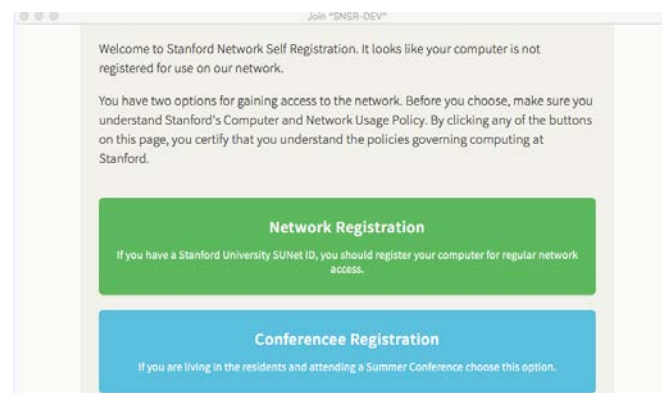 Join "SNSR-DEV"
Welcome to Stanford Network Self Registration. It looks like your computer is not
registered for use on our network.
You have two options for gaining access to the network. Before you choose, make sure you
understand Stanford's Computer and Network Usage Policy. By clicking any of the buttons
on this page, you certify that you understand the policies governing computing at
Stanford.
Network Registration
If you have a Stanford University SUNet ID, you should register your computer for regular network
access.
Conferencee Registration
If you are living in the residents and attending a Summer Conference choose this option.